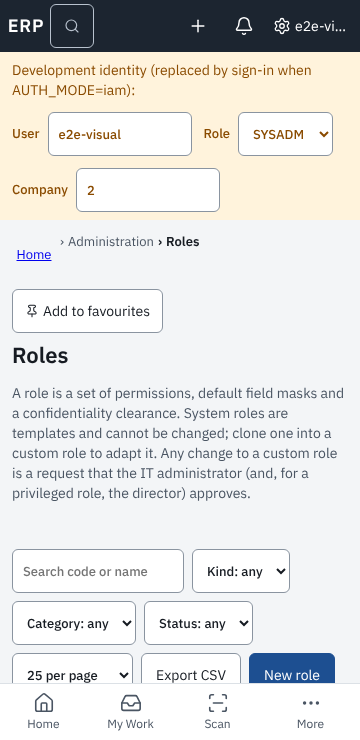 ERP e2e-vi...
Development identity (replaced by sign-in when
AUTH_MODE=iam):
User e2e-visual Role SYSADM
Company 2
› Administration › Roles
Home
Add to favourites
Roles
A role is a set of permissions, default field masks and
a confidentiality clearance. System roles are
templates and cannot be changed; clone one into a
custom role to adapt it. Any change to a custom role
is a request that the IT administrator (and, for a
privileged role, the director) approves.
Search code or name Kind: any
Category: any Status: any
25 per page Export CSV New role
Home My Work Scan More